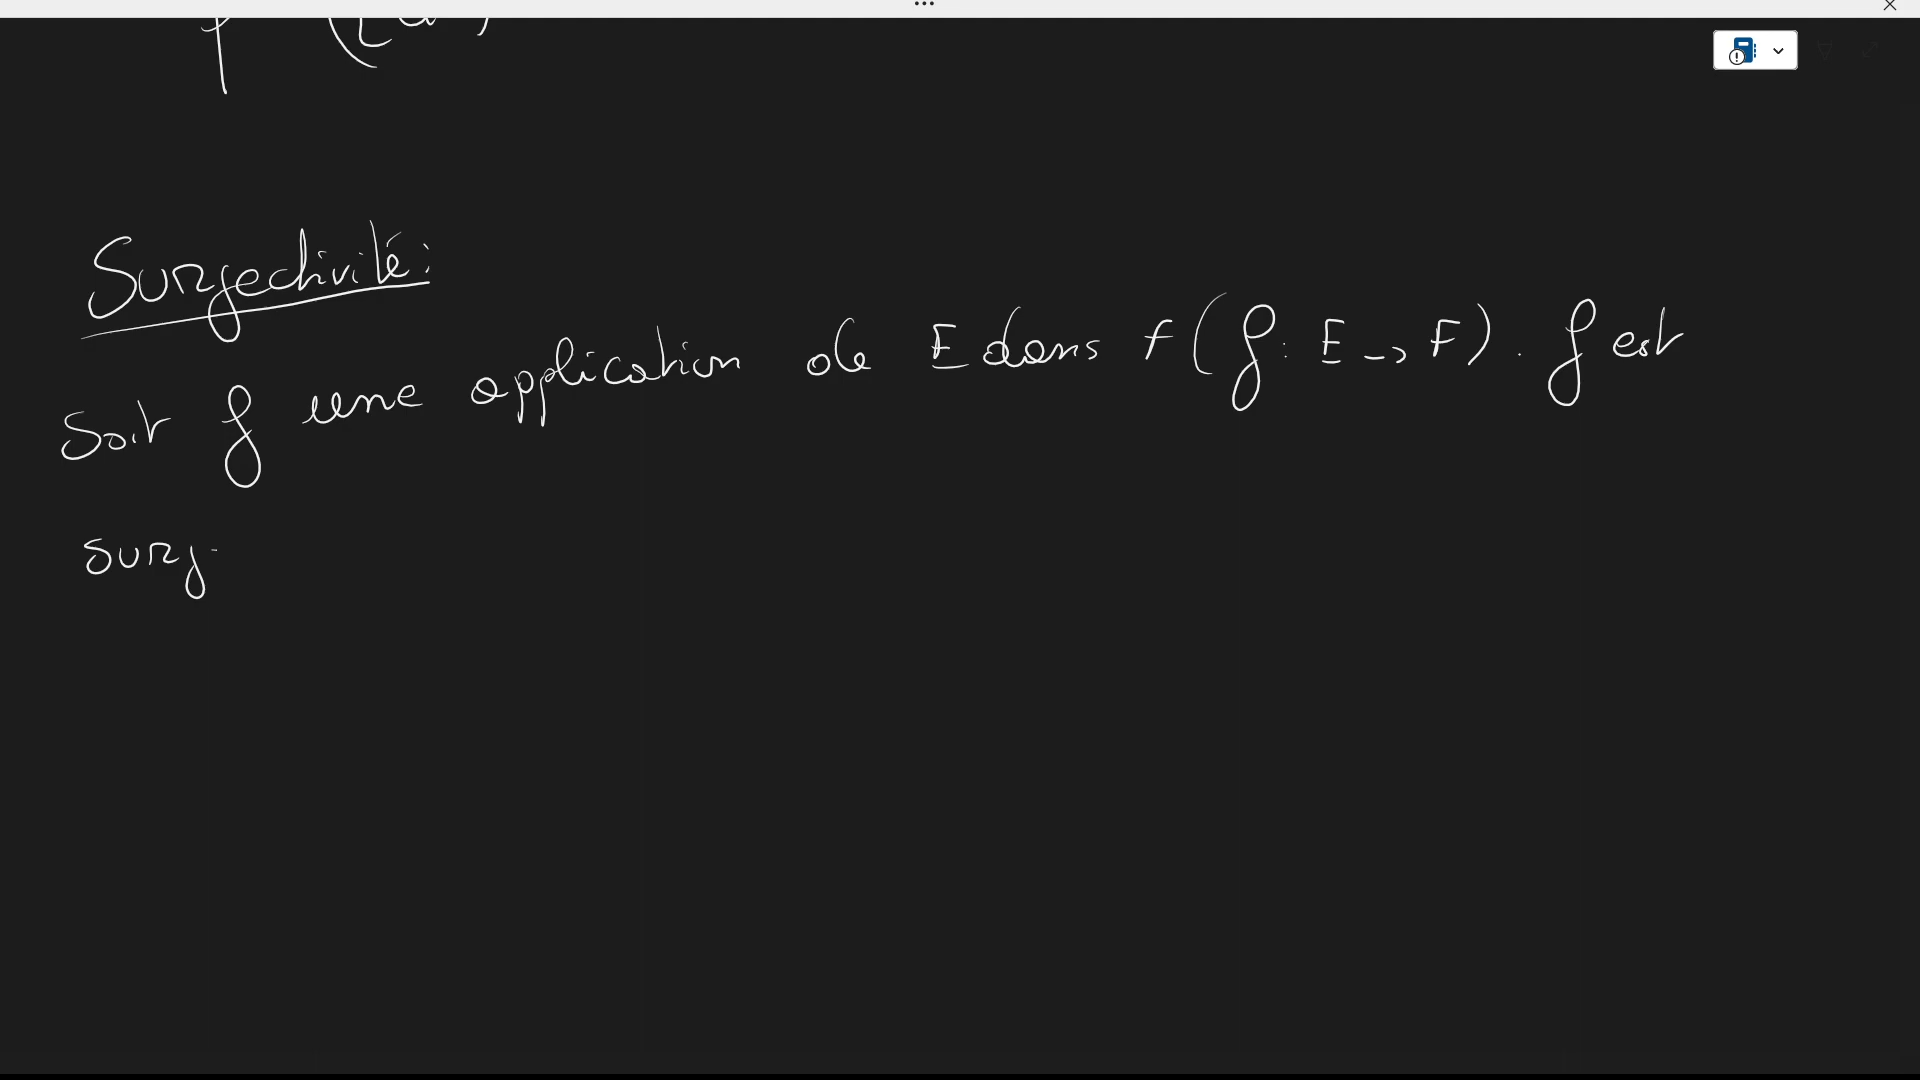 Surjectivité:
Soit f une application de E dans F (f: E -> F). f est
surj